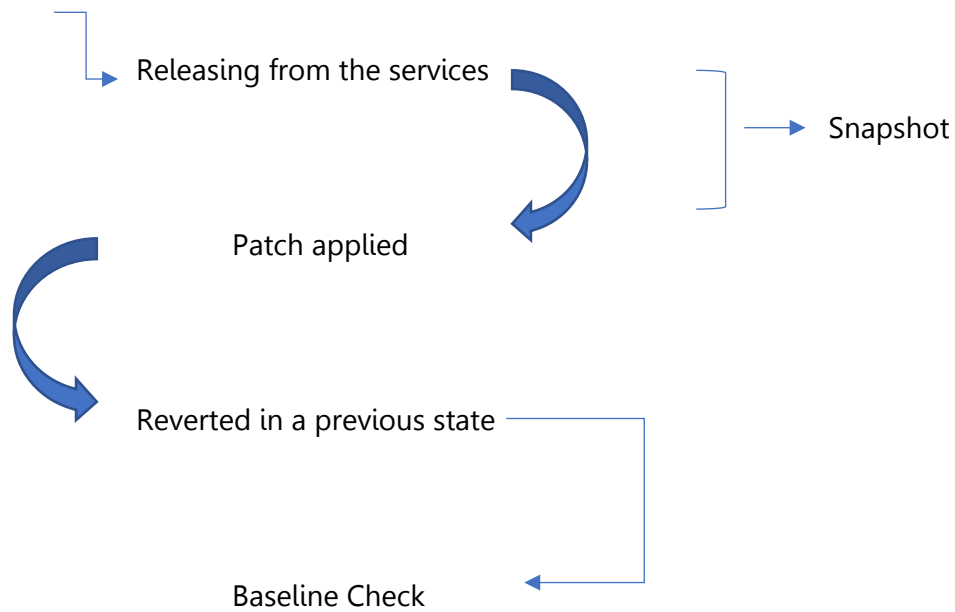 Releasing from the services
Snapshot
Patch applied
Reverted in a previous state
Baseline Check